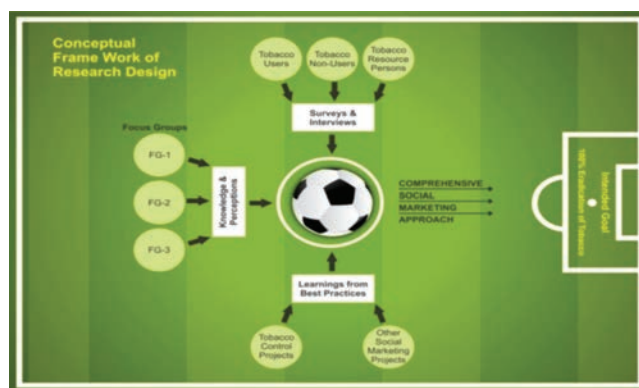 Conceptual
Frame Work of
Research Design
Tobacco
Users
Tobacco
Non-Users
Tobacco
Resource
Persons
Surveys &
Interviews
Focus Groups
FG-1
FG-2
FG-3
Knowledge &
Perceptions
COMPREHENSIVE
SOCIAL
MARKETING
APPROACH
Intended Goal
100% Eradication of Tobacco
Learnings from
Best Practices
Tobacco
Control
Projects
Other
Social
Marketing
Projects